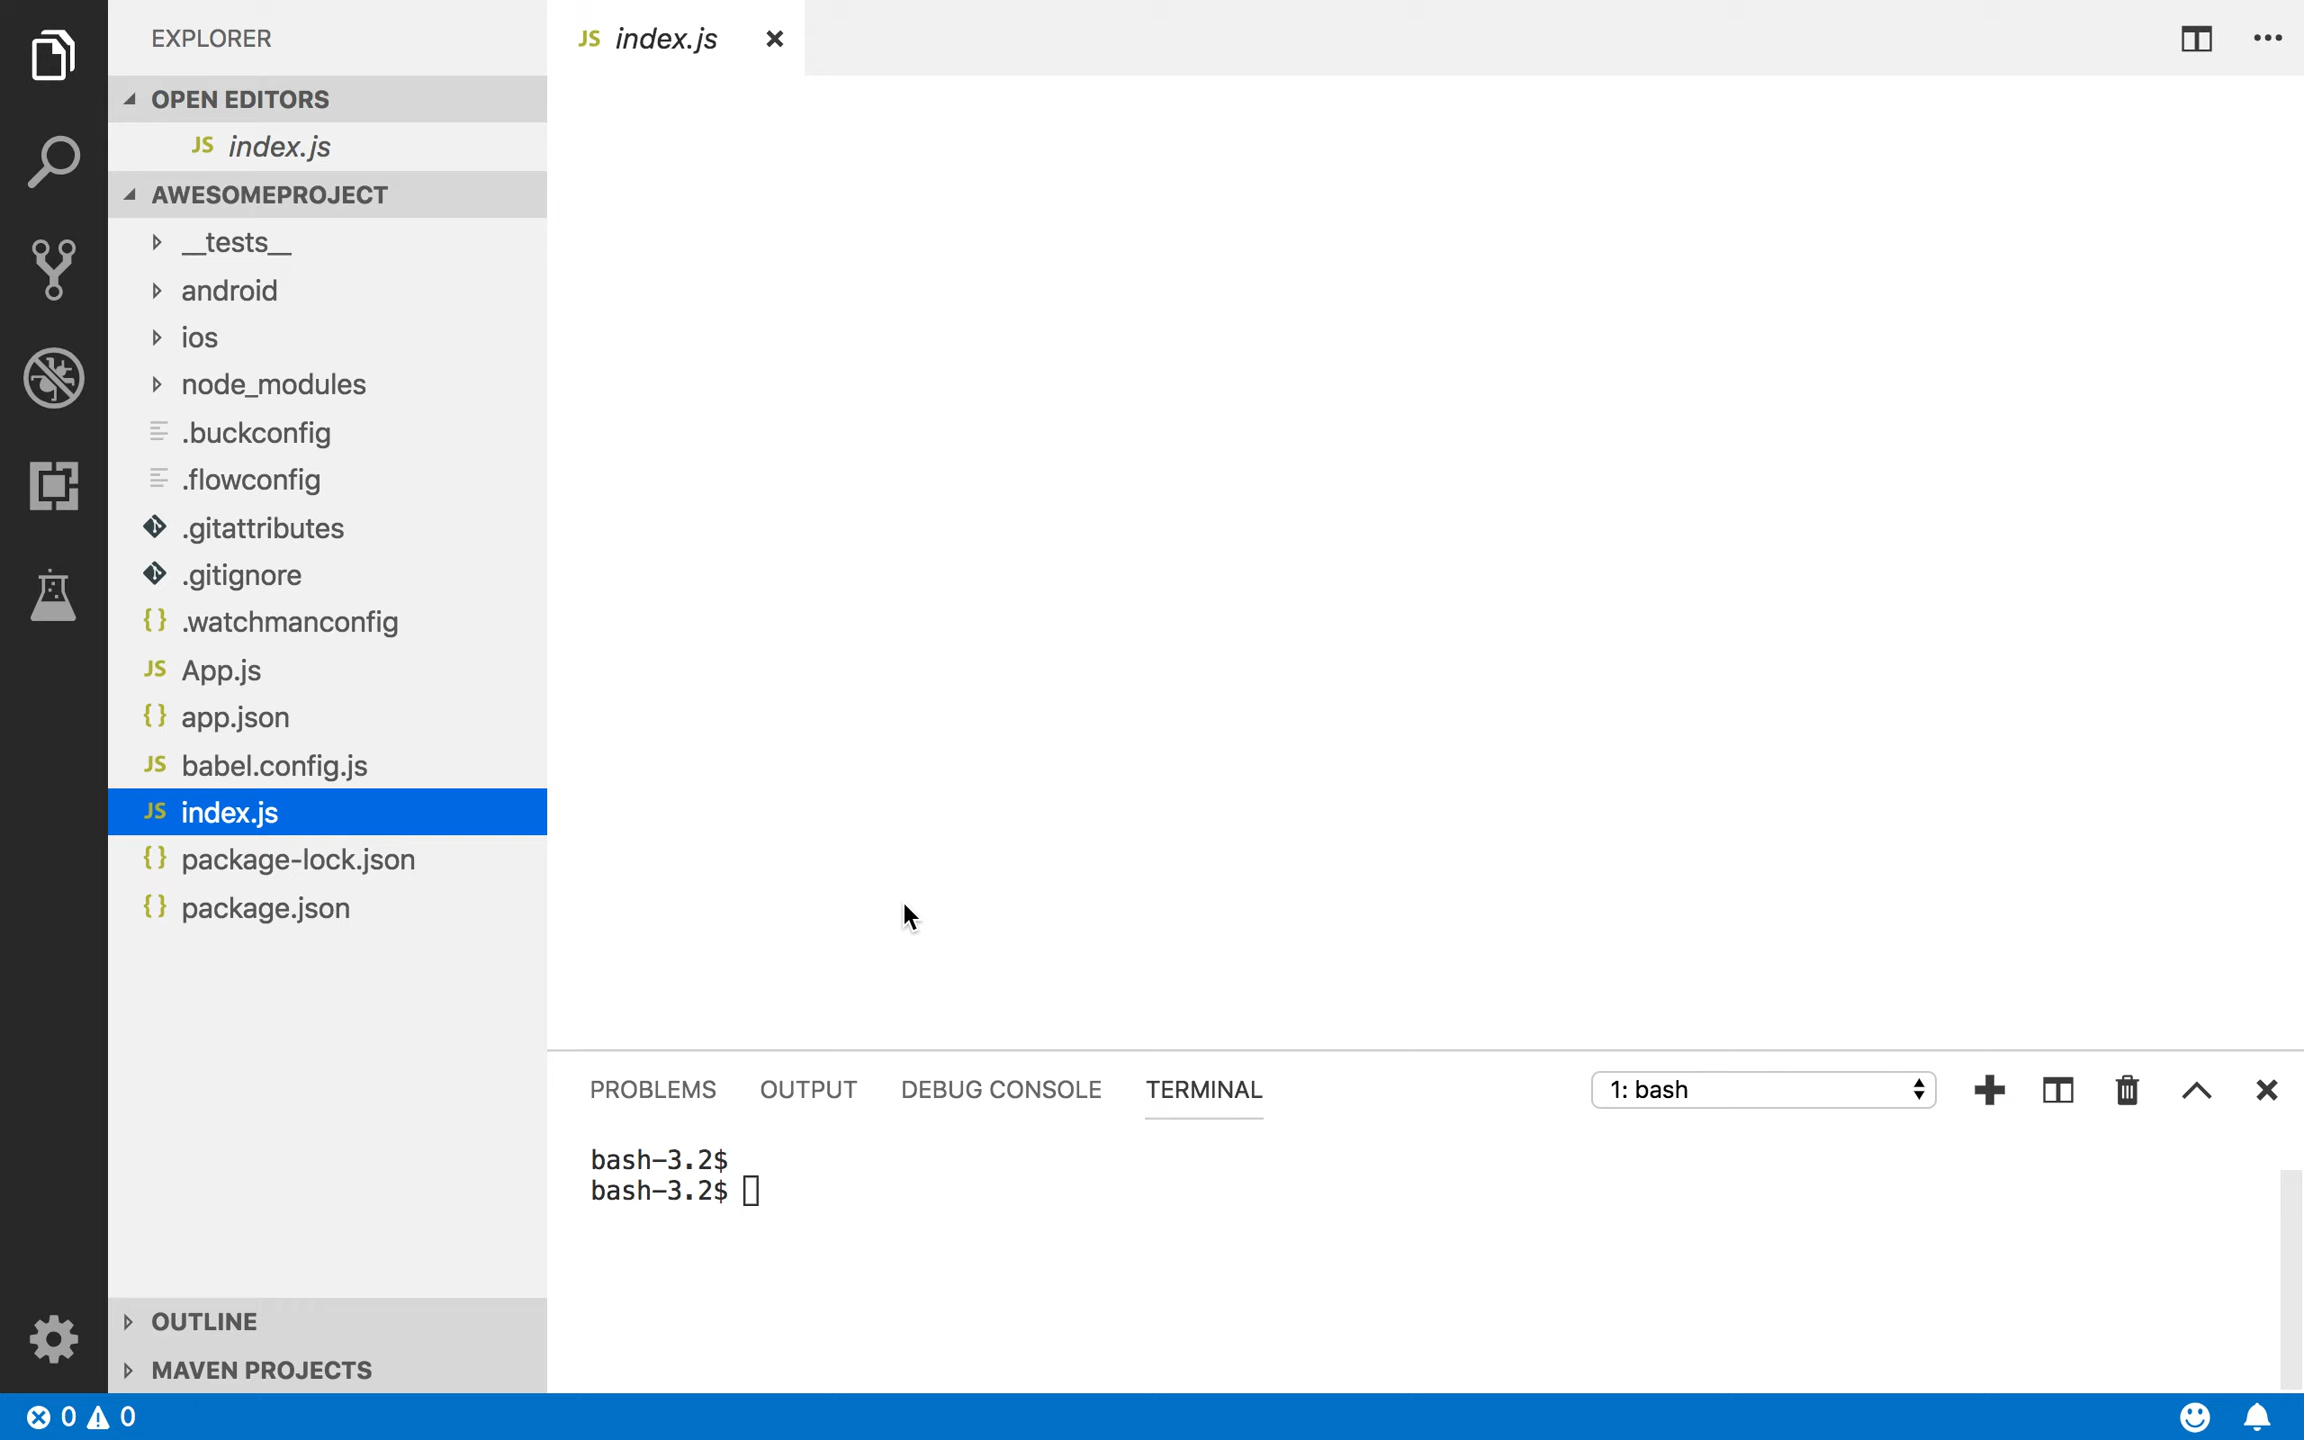 EXPLORER
OPEN EDITORS
JS index.js
AWESOMEPROJECT
__tests__
android
ios
node_modules
.buckconfig
.flowconfig
.gitattributes
.gitignore
{} .watchmanconfig
JS App.js
{} app.json
JS babel.config.js
JS index.js
{} package-lock.json
{} package.json
OUTLINE
MAVEN PROJECTS
JS index.js
PROBLEMS OUTPUT DEBUG CONSOLE TERMINAL 1: bash
bash-3.2$
bash-3.2$
0 0